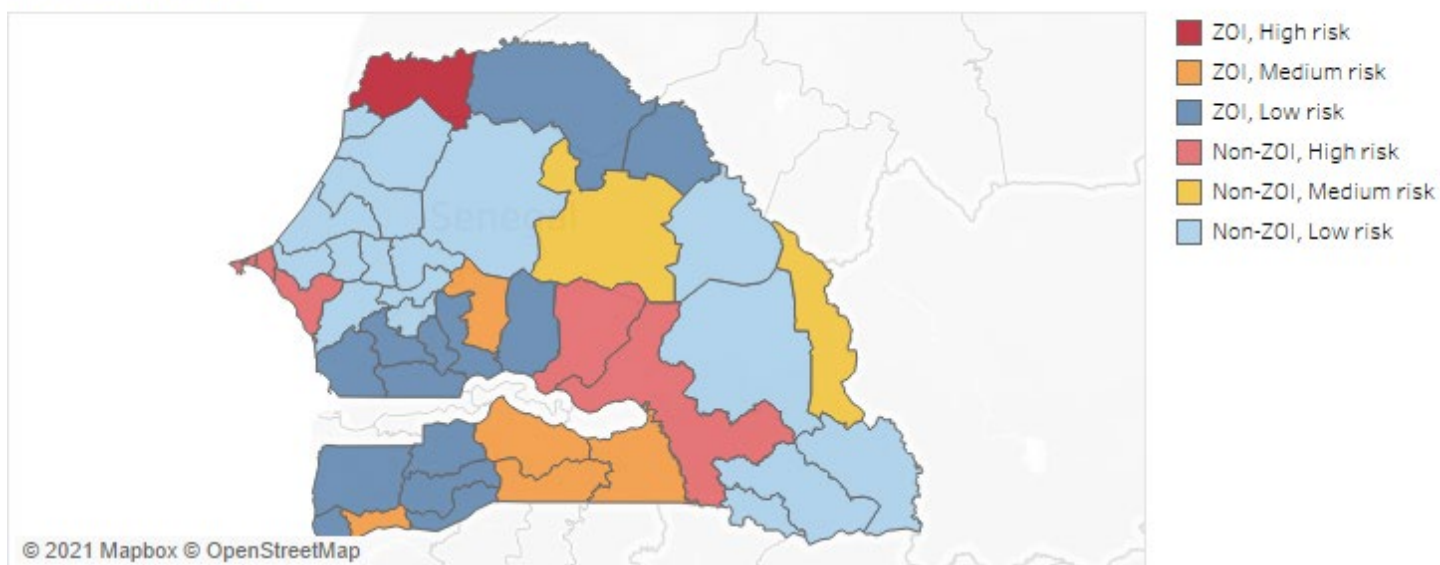 ZOI, High risk
ZOI, Medium risk
ZOI, Low risk
Non-ZOI, High risk
Non-ZOI, Medium risk
Non-ZOI, Low risk
Senegal
© 2021 Mapbox © OpenStreetMap